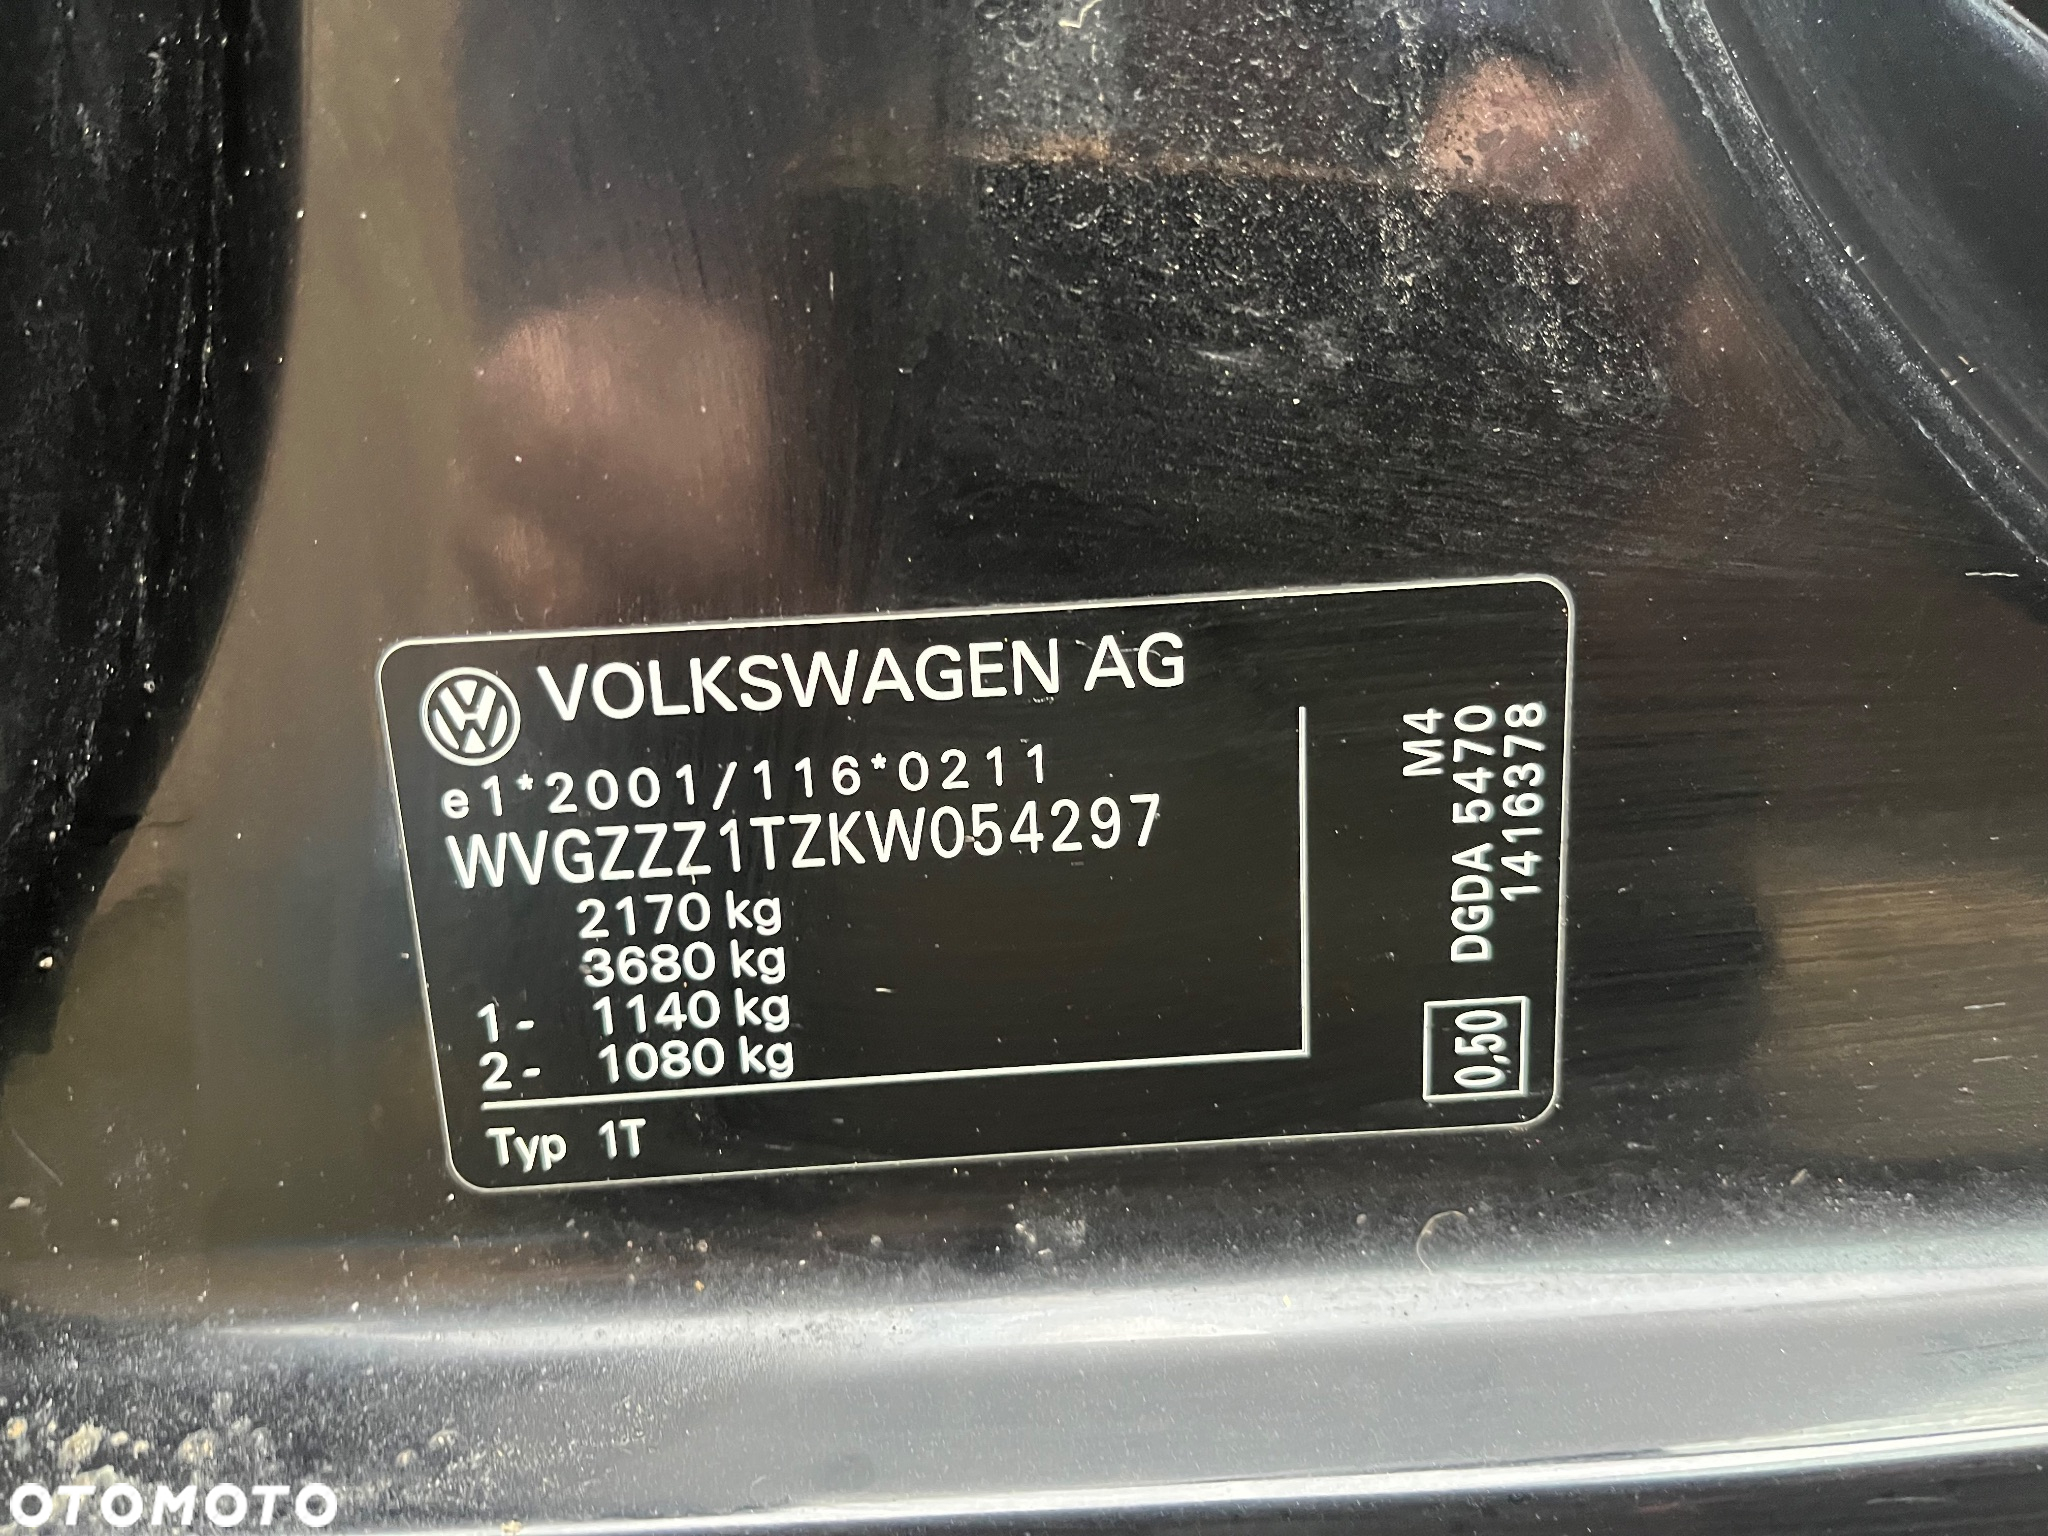 VOLKSWAGEN AG
e1*2001/116*0211
WVGZZZ1TZKW054297
2170 kg
3680 kg
1- 1140 kg
2- 1080 kg
Typ 1T
M4
DGDA 5470
1416378
0,50
OTOMOTO